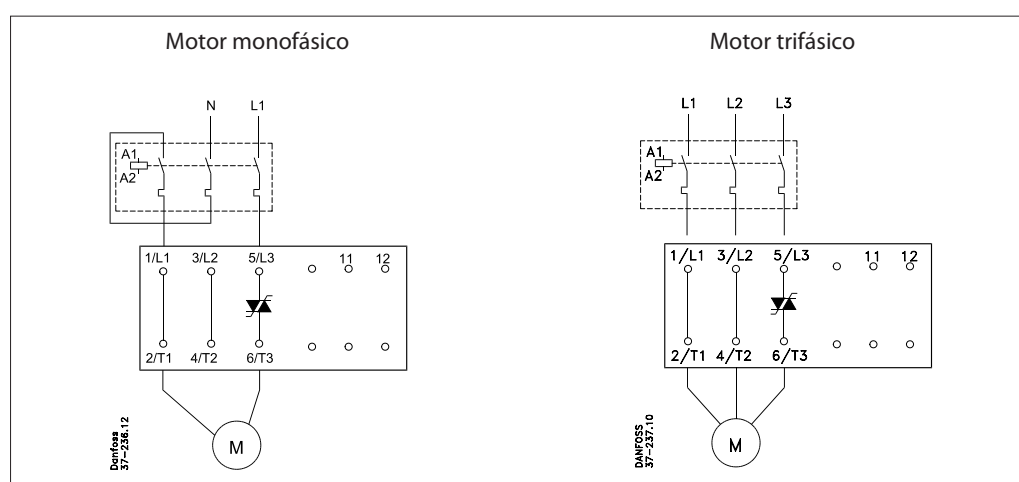 Motor monofásico
N L1
A1
A2
1/L1 3/L2 5/L3 11 12
2/T1 4/T2 6/T3
M
Danfoss
37-236.12
Motor trifásico
L1 L2 L3
A1
A2
1/L1 3/L2 5/L3 11 12
2/T1 4/T2 6/T3
M
DANFOSS
37-237.10